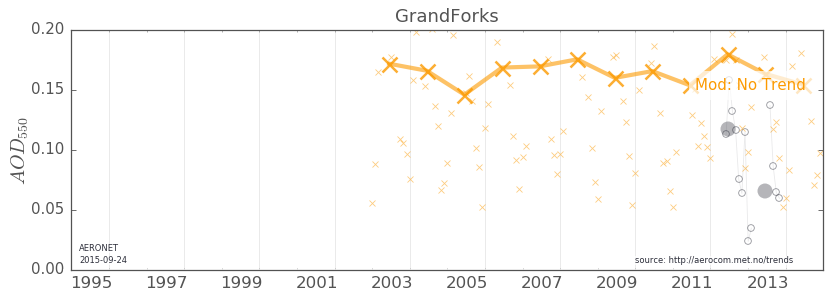 GrandForks
0.20
0.15
0.10
0.05
0.00
AOD550
Mod: No Trend
AERONET
2015-09-24
source: http://aerocom.met.no/trends
1995 1997 1999 2001 2003 2005 2007 2009 2011 2013